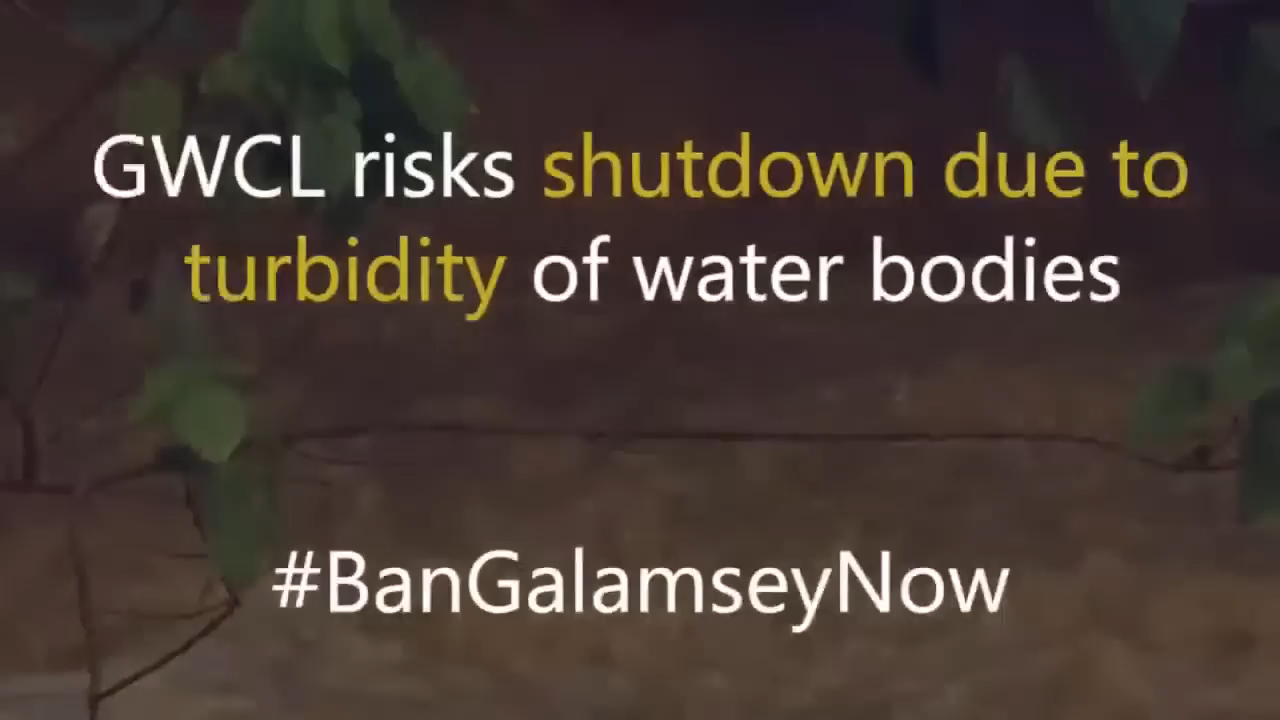 GWCL risks shutdown due to
turbidity of water bodies
#BanGalamseyNow